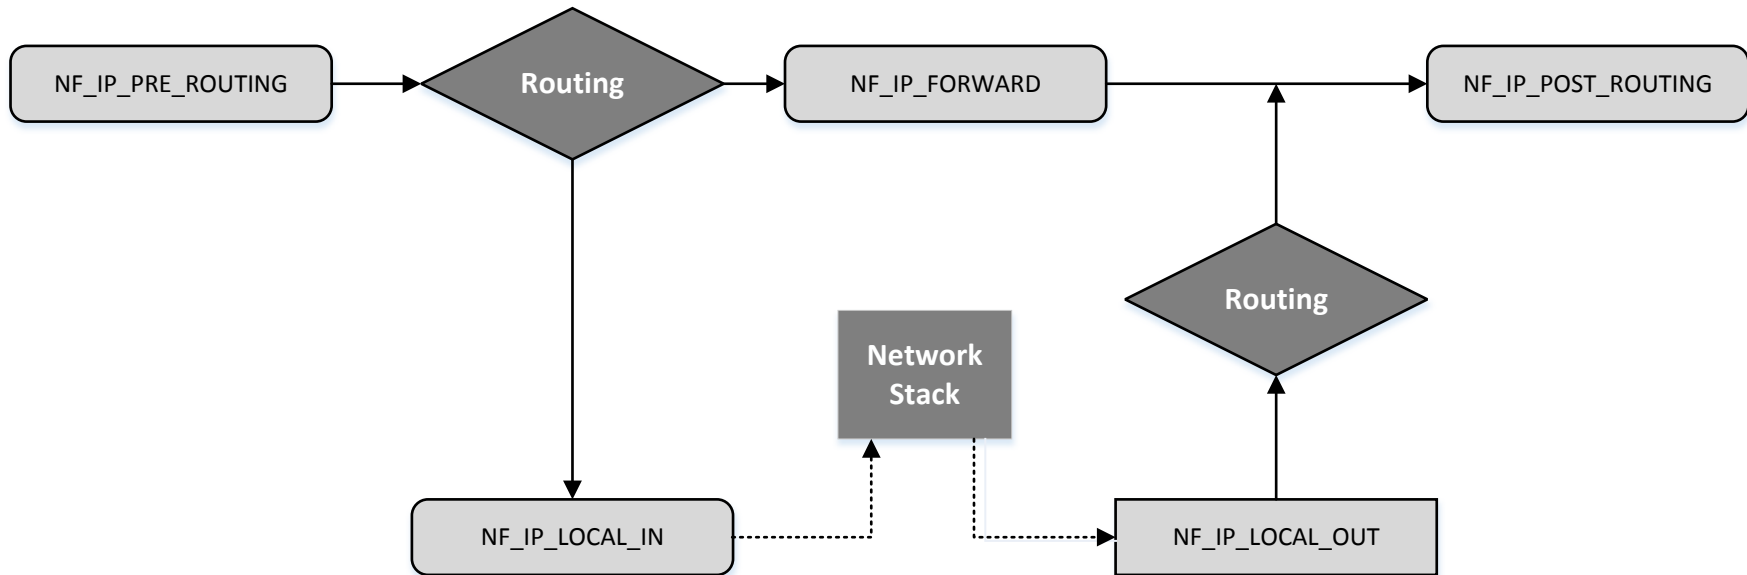 NF_IP_PRE_ROUTING
Routing
NF_IP_FORWARD
NF_IP_POST_ROUTING
Routing
Network
Stack
NF_IP_LOCAL_IN
NF_IP_LOCAL_OUT